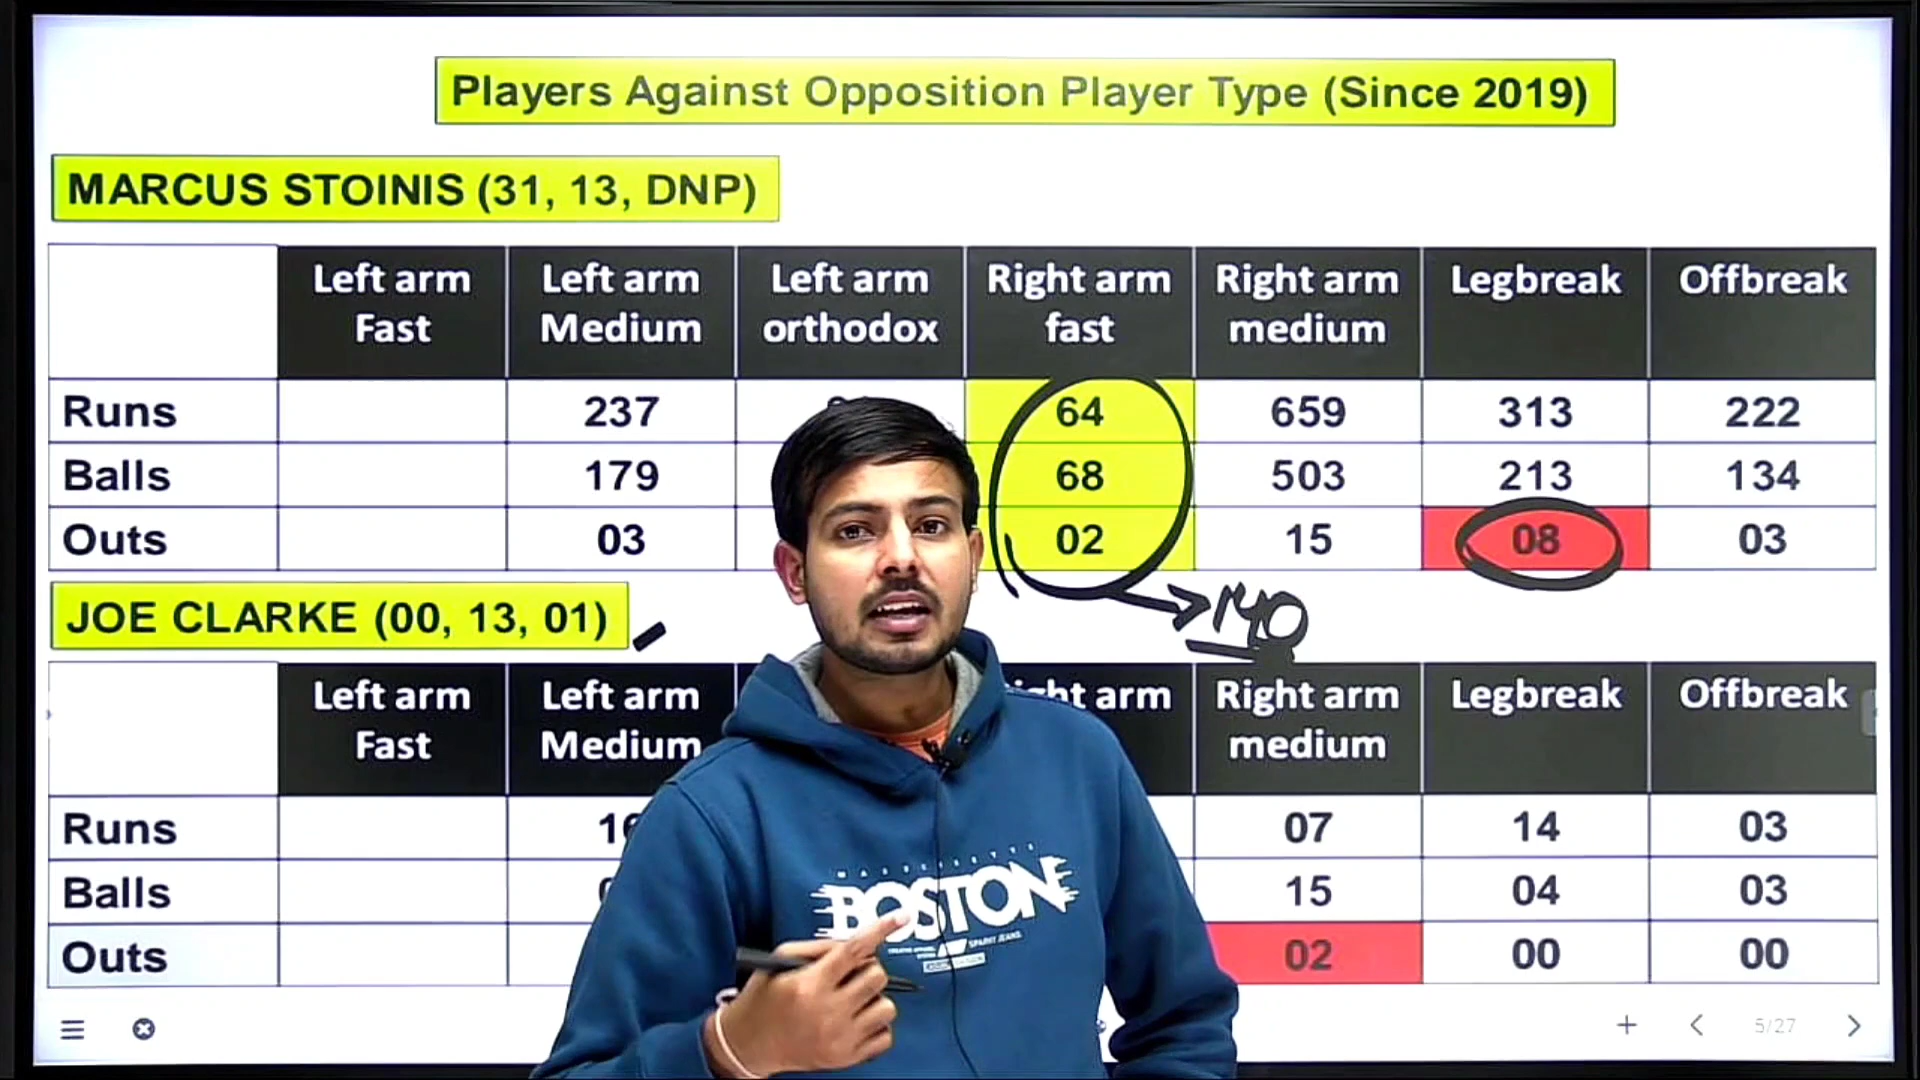 Players Against Opposition Player Type (Since 2019)
MARCUS STOINIS (31, 13, DNP)
Left arm Fast Left arm Medium Left arm orthodox Right arm fast Right arm medium Legbreak Offbreak
Runs 237 64 659 313 222
Balls 179 68 503 213 134
Outs 03 02 15 08 03
140
JOE CLARKE (00, 13, 01)
Left arm Fast Left arm Medium arm Right arm medium Legbreak Offbreak
Runs 07 14 03
Balls 15 04 03
Outs 02 00 00
BOSTON
SPARKY JEANS
5/27